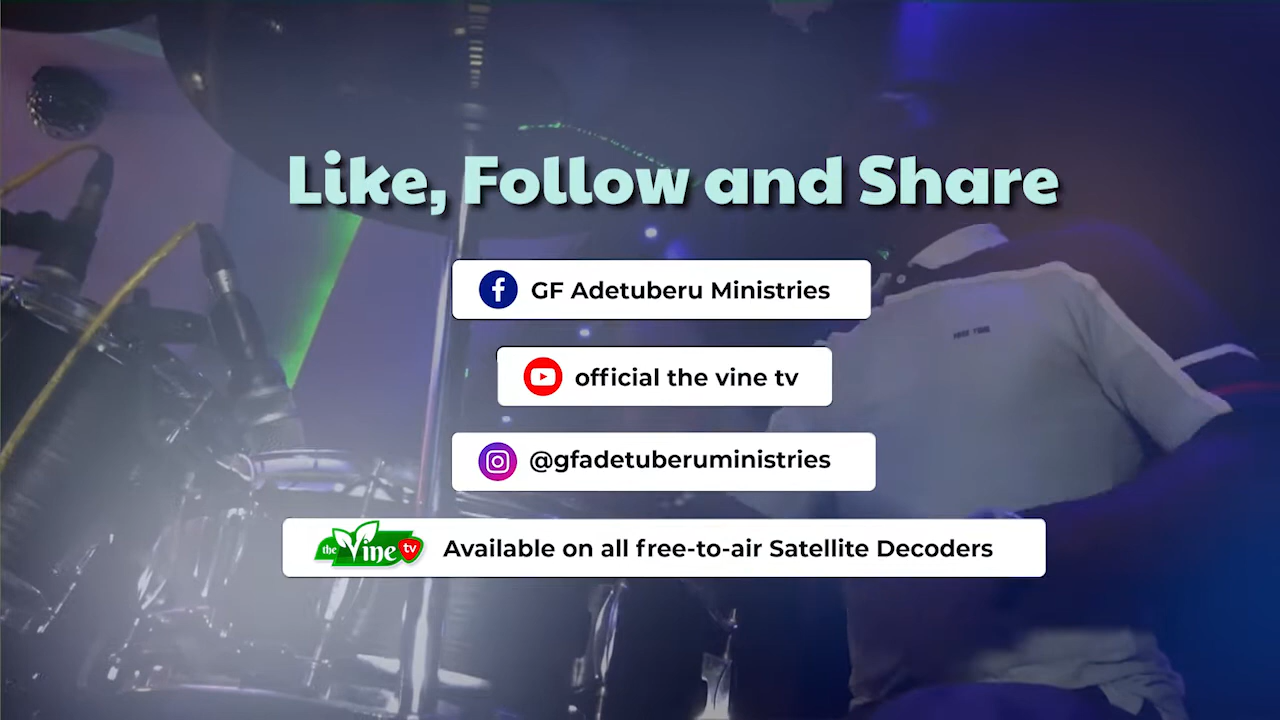 Like, Follow and Share
GF Adetuberu Ministries
official the vine tv
@gfadetuberuministries
the Vine tv Available on all free-to-air Satellite Decoders